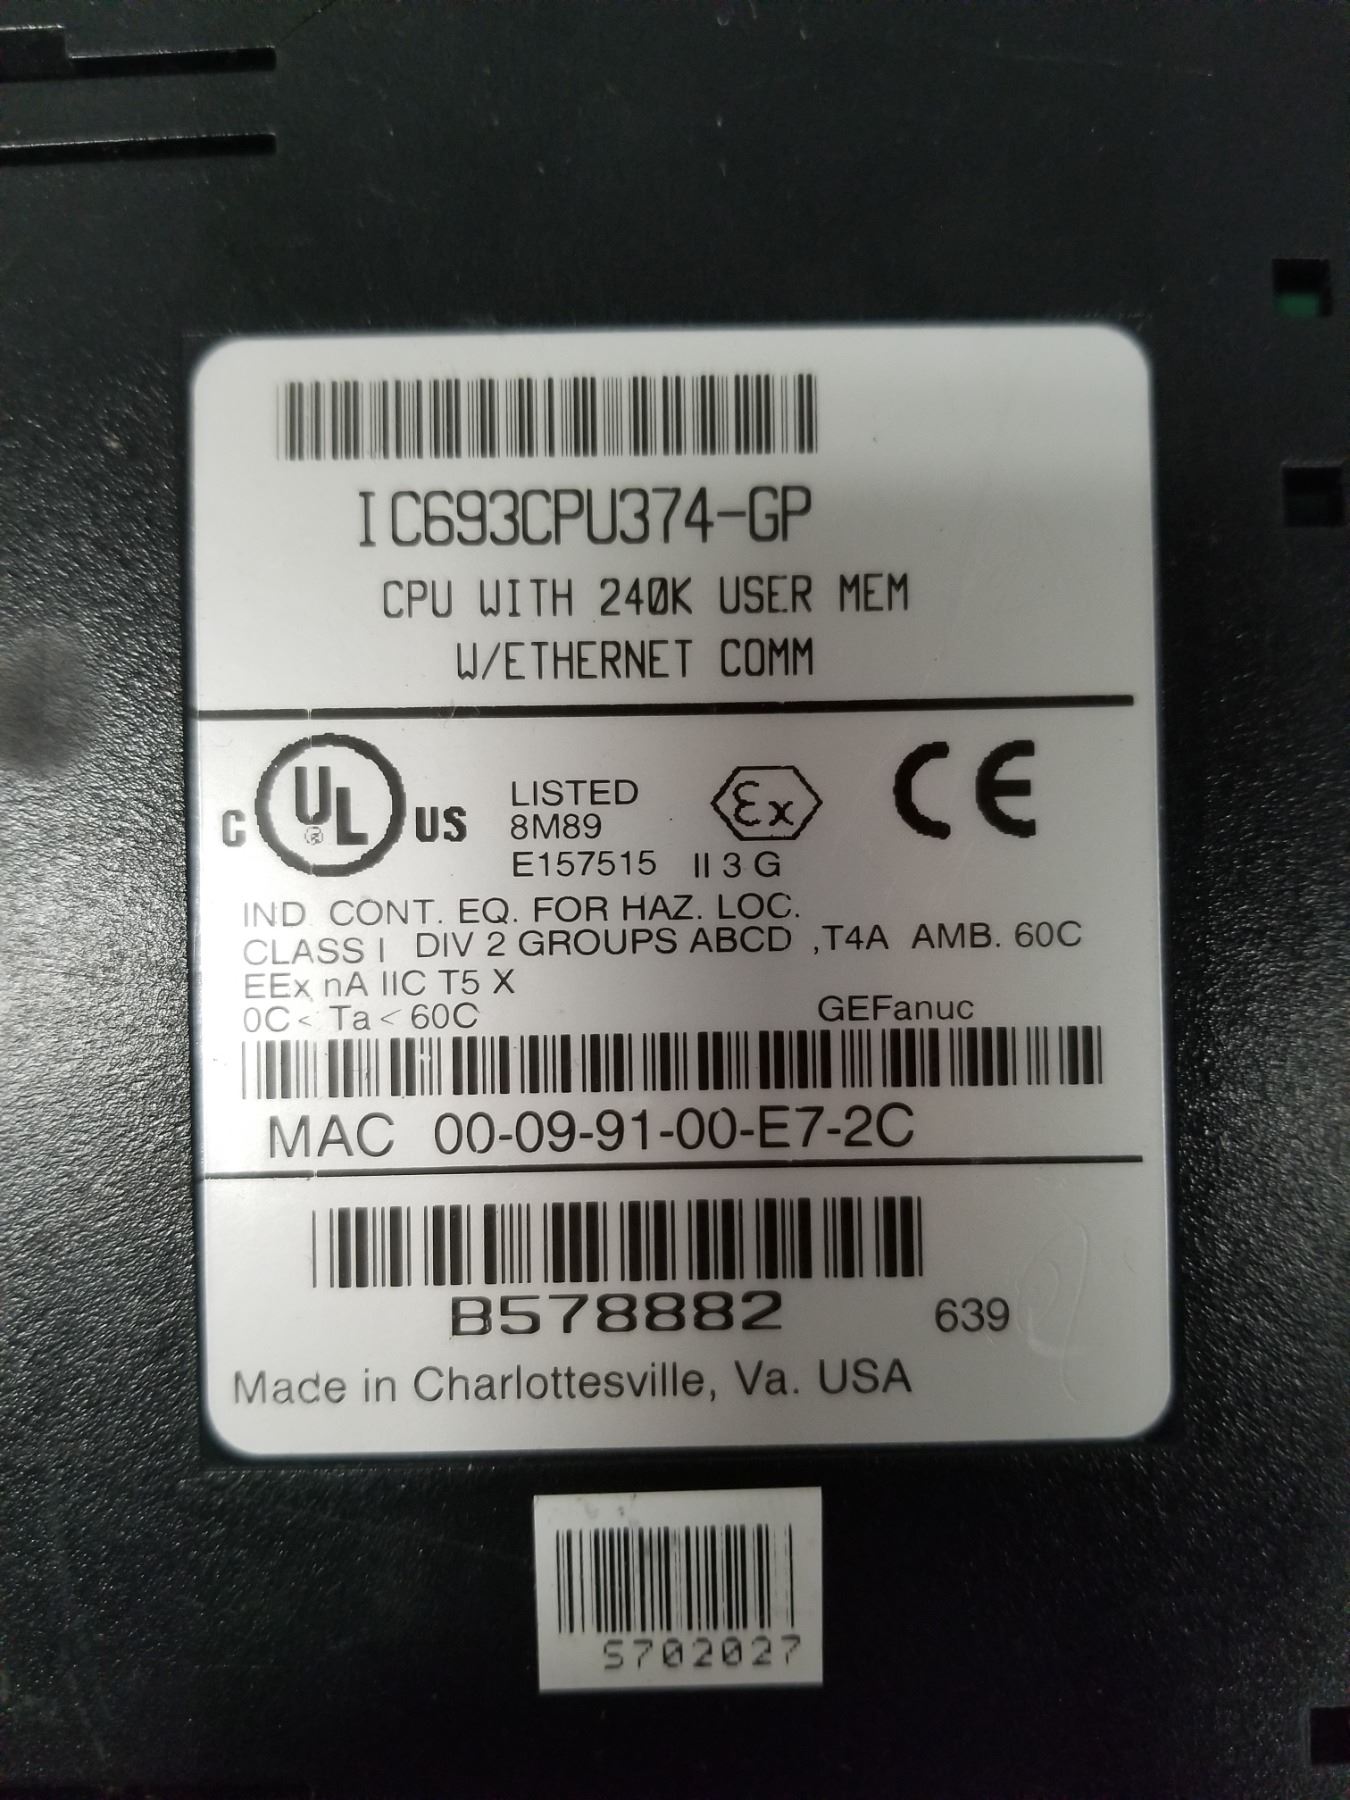 IC693CPU374-GP
CPU WITH 240K USER MEM
W/ETHERNET COMM
C UL ® US
LISTED
8M89
E157515 II 3 G
Ex
CE
IND. CONT. EQ. FOR HAZ. LOC.
CLASS I DIV 2 GROUPS ABCD ,T4A AMB. 60C
EEx nA IIC T5 X
0C < Ta < 60C GEFanuc
MAC 00-09-91-00-E7-2C
B578882 639
Made in Charlottesville, Va. USA
S702027